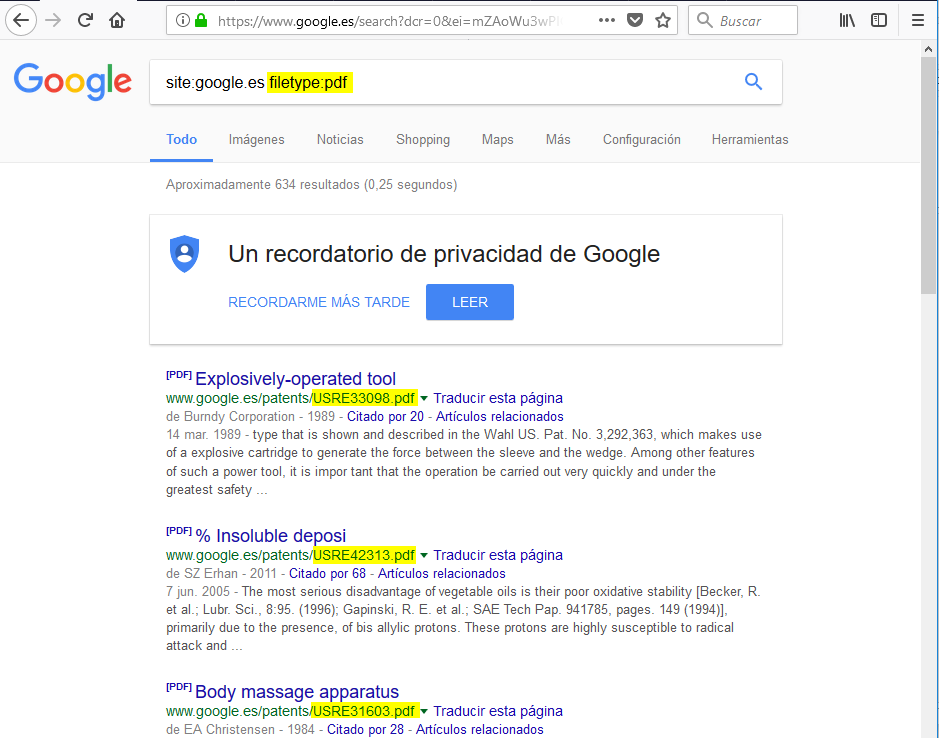 https://www.google.es/search?dcr=0&ei=mZAoWu3wPl
Buscar
Google
site:google.es filetype:pdf
Todo Imágenes Noticias Shopping Maps Más Configuración Herramientas
Aproximadamente 634 resultados (0,25 segundos)
Un recordatorio de privacidad de Google
RECORDARME MÁS TARDE LEER
[PDF] Explosively-operated tool
www.google.es/patents/USRE33098.pdf Traducir esta página
de Burndy Corporation - 1989 - Citado por 20 - Artículos relacionados
14 mar. 1989 - type that is shown and described in the Wahl US. Pat. No. 3,292,363, which makes use
of a explosive cartridge to generate the force between the sleeve and the wedge. Among other features
of such a power tool, it is impor tant that the operation be carried out very quickly and under the
greatest safety ...
[PDF] % Insoluble deposi
www.google.es/patents/USRE42313.pdf Traducir esta página
de SZ Erhan - 2011 - Citado por 68 - Artículos relacionados
7 jun. 2005 - The most serious disadvantage of vegetable oils is their poor oxidative stability [Becker, R.
et al.; Lubr. Sci., 8:95. (1996); Gapinski, R. E. et al.; SAE Tech Pap. 941785, pages. 149 (1994)],
primarily due to the presence, of bis allylic protons. These protons are highly susceptible to radical
attack and ...
[PDF] Body massage apparatus
www.google.es/patents/USRE31603.pdf Traducir esta página
de EA Christensen - 1984 - Citado por 28 - Artículos relacionados